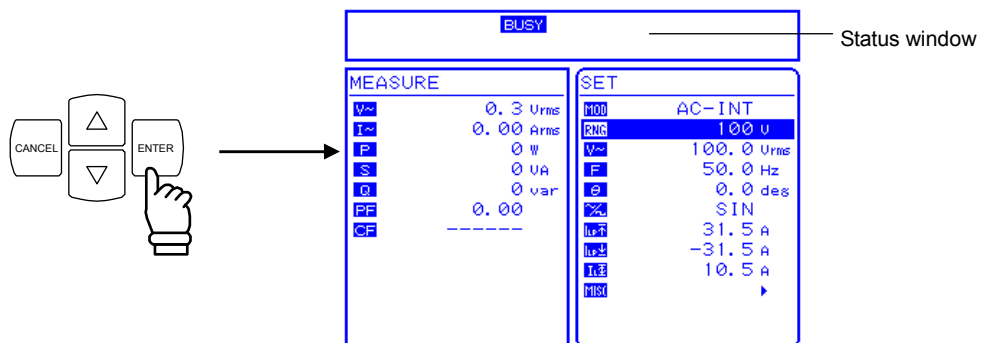 BUSY
Status window
MEASURE
V~ 0.3 Vrms
I~ 0.00 Arms
P 0 W
S 0 VA
Q 0 var
PF 0.00
CF ------
SET
MOD AC-INT
RNG 100 V
V~ 100.0 Vrms
F 50.0 Hz
θ 0.0 deg
SIN
31.5 A
-31.5 A
10.5 A
MISC
CANCEL
ENTER